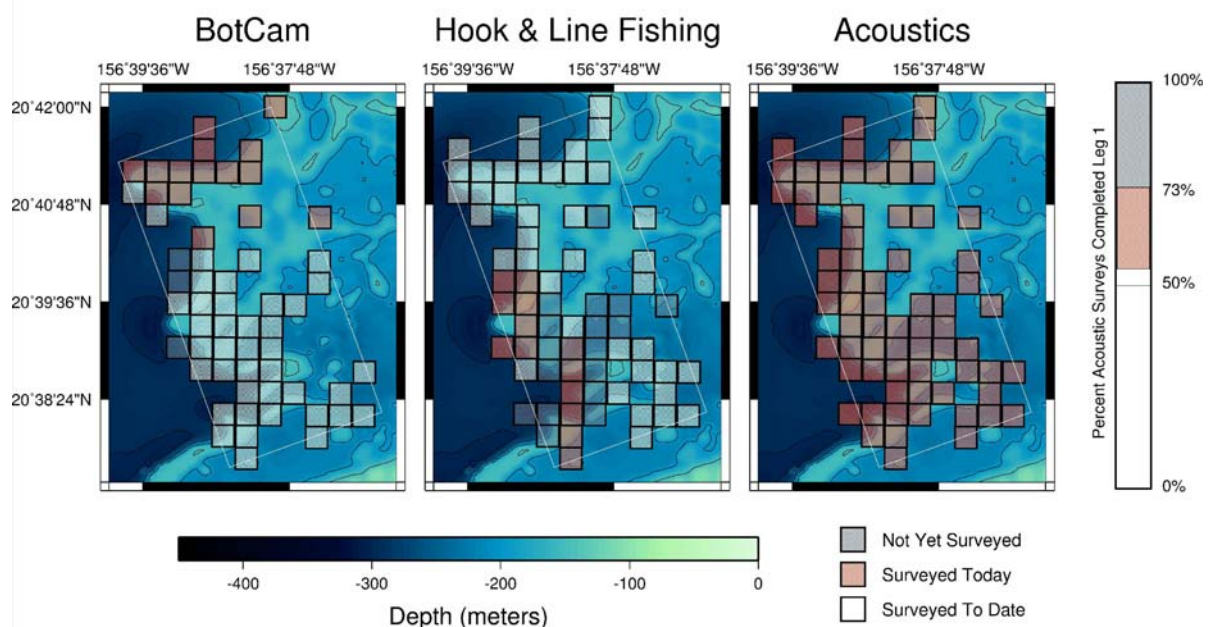 BotCam Hook & Line Fishing Acoustics
156°39'36"W 156°37'48"W 156°39'36"W 156°37'48"W 156°39'36"W 156°37'48"W
20°42'00"N
20°40'48"N
20°39'36"N
20°38'24"N
100%
73%
50%
0%
Percent Acoustic Surveys Completed Leg 1
-400 -300 -200 -100 0
Depth (meters)
Not Yet Surveyed
Surveyed Today
Surveyed To Date